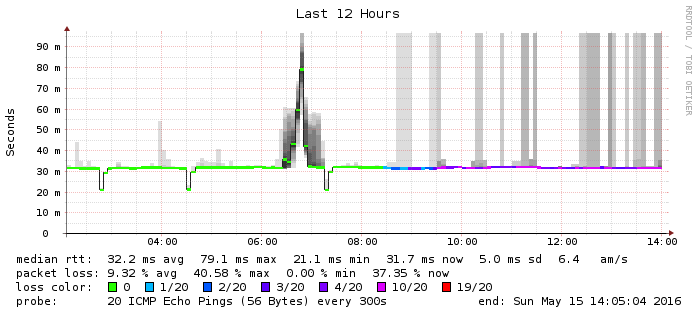 Last 12 Hours
RRDTOOL / TOBI OETIKER
Seconds
90 m
80 m
70 m
60 m
50 m
40 m
30 m
20 m
10 m
0
04:00 06:00 08:00 10:00 12:00 14:00
median rtt: 32.2 ms avg 79.1 ms max 21.1 ms min 31.7 ms now 5.0 ms sd 6.4 am/s
packet loss: 9.32 % avg 40.58 % max 0.00 % min 37.35 % now
loss color: 0 1/20 2/20 3/20 4/20 10/20 19/20
probe: 20 ICMP Echo Pings (56 Bytes) every 300s end: Sun May 15 14:05:04 2016